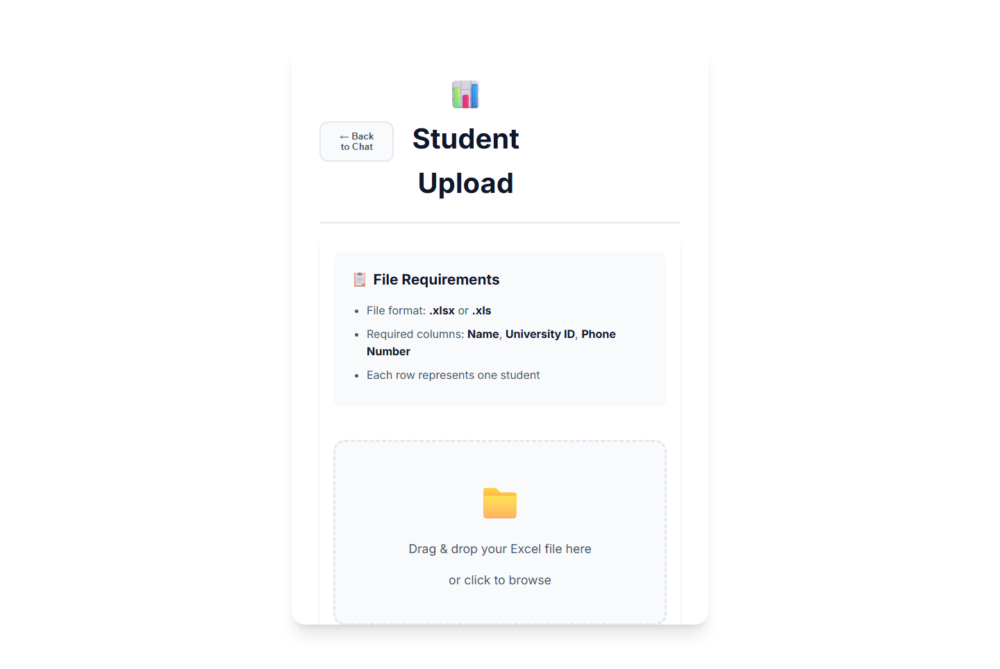 ← Back
to Chat
Student
Upload
File Requirements
File format: .xlsx or .xls
Required columns: Name, University ID, Phone
Number
Each row represents one student
Drag & drop your Excel file here
or click to browse